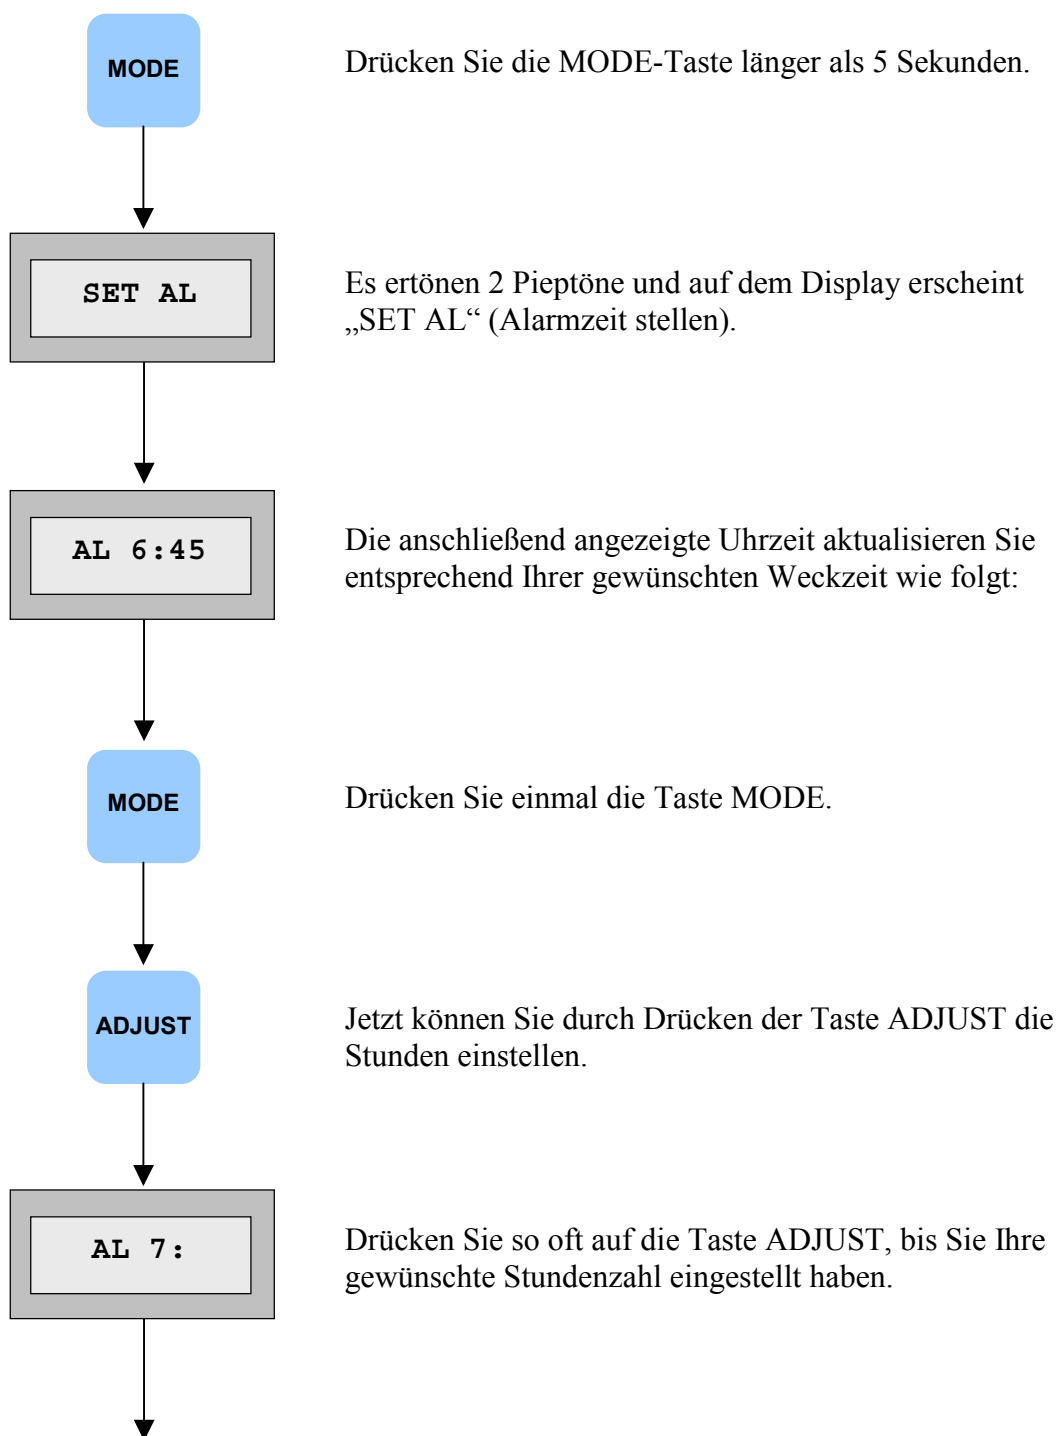 MODE
Drücken Sie die MODE-Taste länger als 5 Sekunden.
SET AL
Es ertönen 2 Pieptöne und auf dem Display erscheint
„SET AL“ (Alarmzeit stellen).
AL 6:45
Die anschließend angezeigte Uhrzeit aktualisieren Sie
entsprechend Ihrer gewünschten Weckzeit wie folgt:
MODE
Drücken Sie einmal die Taste MODE.
ADJUST
Jetzt können Sie durch Drücken der Taste ADJUST die
Stunden einstellen.
AL 7:
Drücken Sie so oft auf die Taste ADJUST, bis Sie Ihre
gewünschte Stundenzahl eingestellt haben.